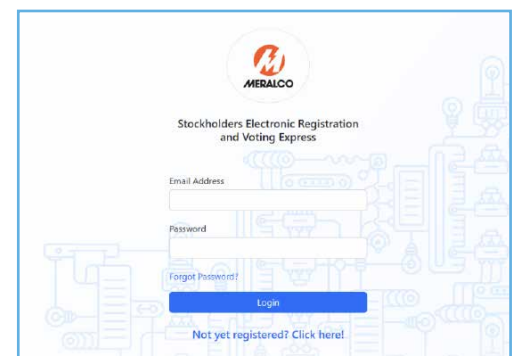 MERALCO
Stockholders Electronic Registration
and Voting Express
Email Address
Password
Forgot Password?
Login
Not yet registered? Click here!